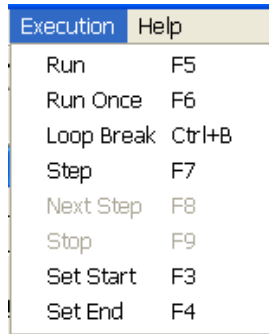 Execution Help
Run F5
Run Once F6
Loop Break Ctrl+B
Step F7
Next Step F8
Stop F9
Set Start F3
Set End F4